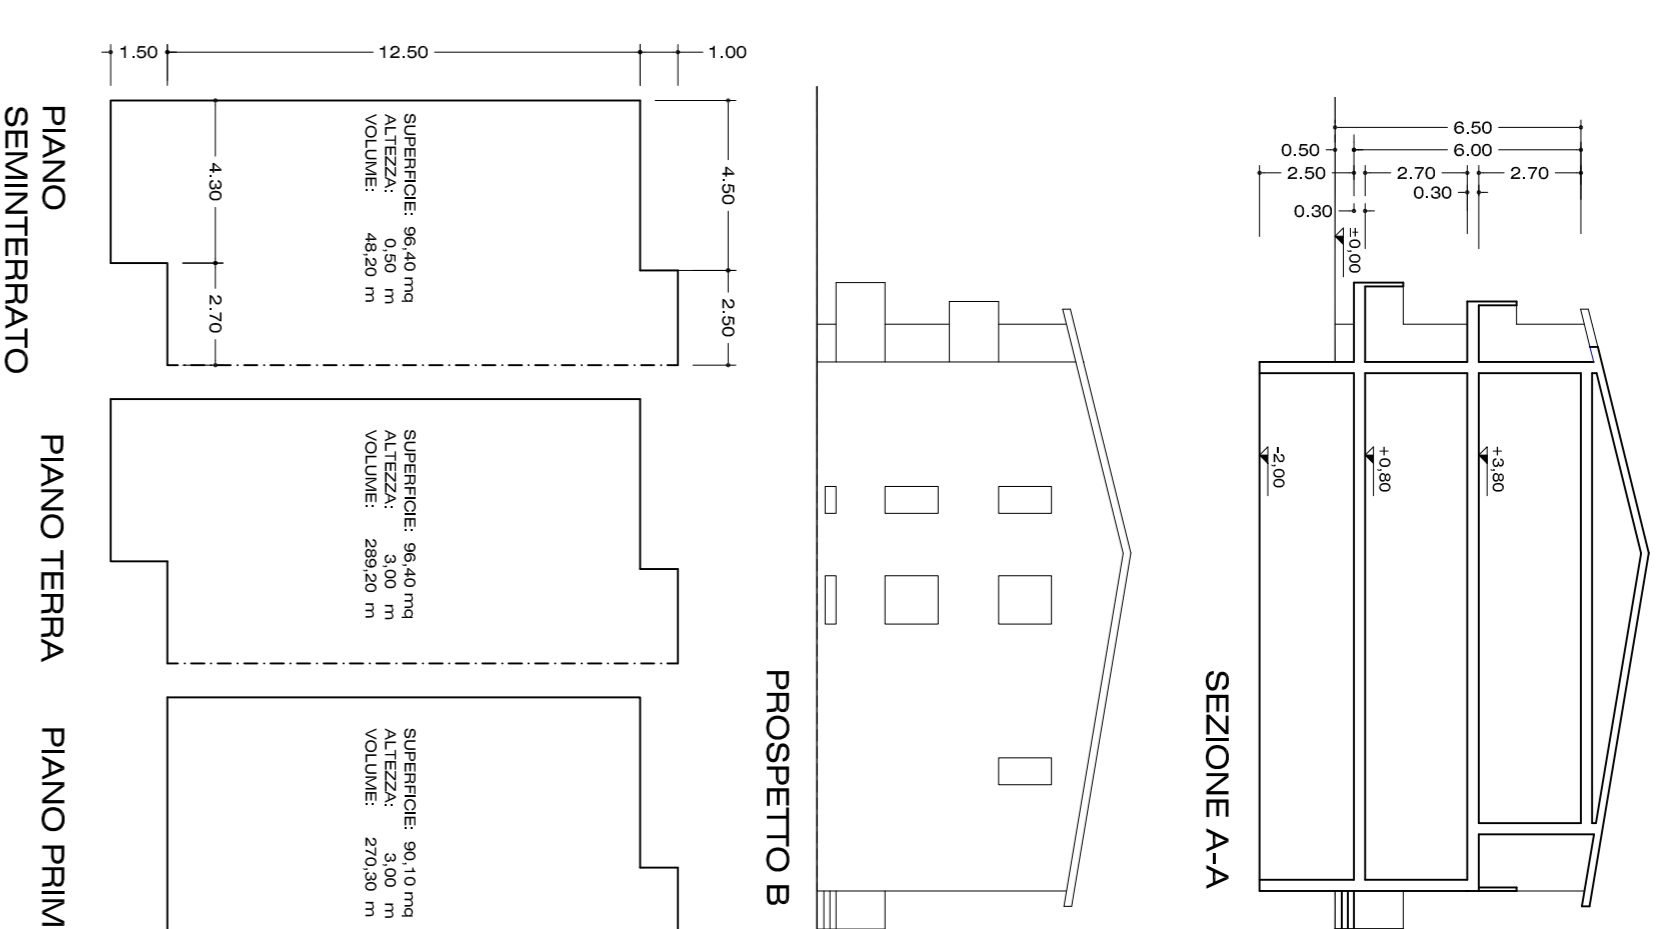 1.50
12.50
1.00
4.30
2.70
4.50
2.50
SUPERFICIE: 96,40 mq
ALTEZZA: 0,50 m
VOLUME: 48,20 m
PIANO
SEMINTERRATO
SUPERFICIE: 96,40 mq
ALTEZZA: 3,00 m
VOLUME: 289,20 m
PIANO TERRA
SUPERFICIE: 90,10 mq
ALTEZZA: 3,00 m
VOLUME: 270,30 m
PIANO PRIM
PROSPETTO B
6.50
0.50
6.00
2.50
2.70
2.70
0.30
0.30
±0,00
-2,00
+0,80
+3,80
SEZIONE A-A